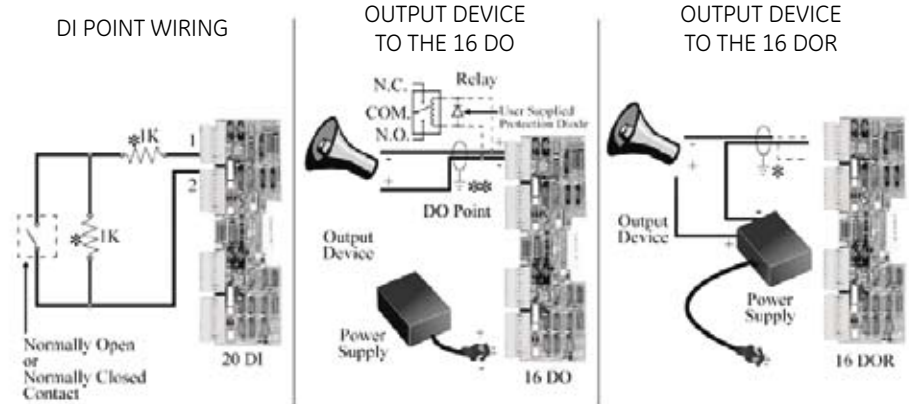 DI POINT WIRING
✻1K
1
2
✻1K
Normally Open
or
Normally Closed
Contact
20 DI
OUTPUT DEVICE
TO THE 16 DO
N.C.
Relay
COM.
User Supplied
Protection Diode
N.O.
-
+
- +
✻✻
DO Point
Output
Device
Power
Supply
16 DO
OUTPUT DEVICE
TO THE 16 DOR
-
+
✻
Output
Device
-
+
Power
Supply
16 DOR